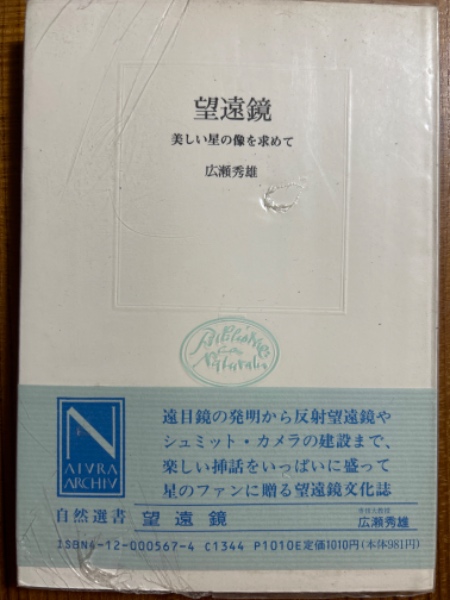 望遠鏡
美しい星の像を求めて
広瀬秀雄
遠目鏡の発明から反射望遠鏡や
シュミット・カメラの建設まで、
楽しい挿話をいっぱいに盛って
星のファンに贈る望遠鏡文化誌
N
ATVRA
ARCHIV
自然選書 望遠鏡 広瀬秀雄
ISBN4-12-000567-4 C1344 P1010E 定価1010円(本体981円)